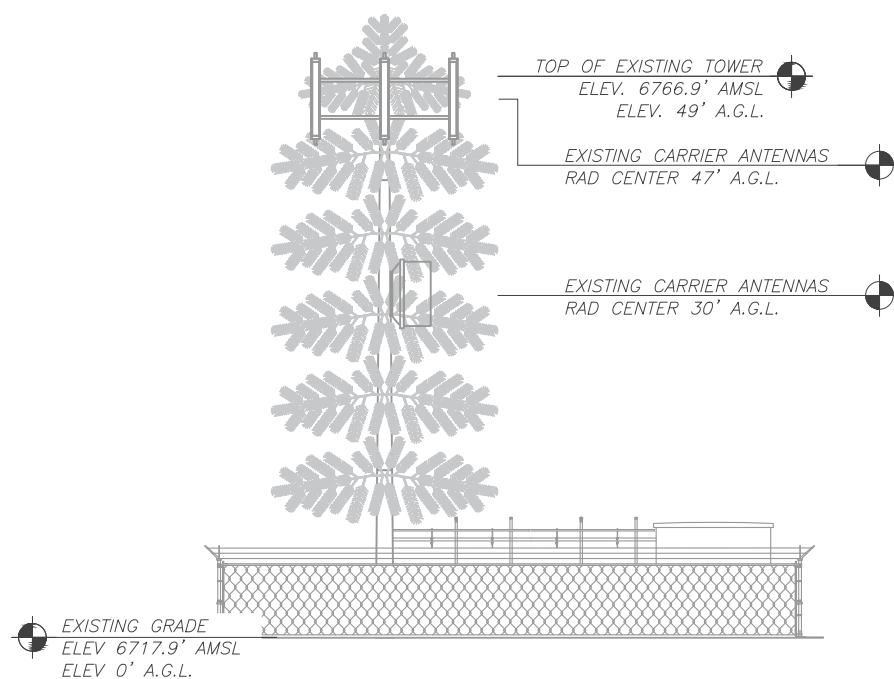 TOP OF EXISTING TOWER
ELEV. 6766.9' AMSL
ELEV. 49' A.G.L.
EXISTING CARRIER ANTENNAS
RAD CENTER 47' A.G.L.
EXISTING CARRIER ANTENNAS
RAD CENTER 30' A.G.L.
EXISTING GRADE
ELEV 6717.9' AMSL
ELEV 0' A.G.L.